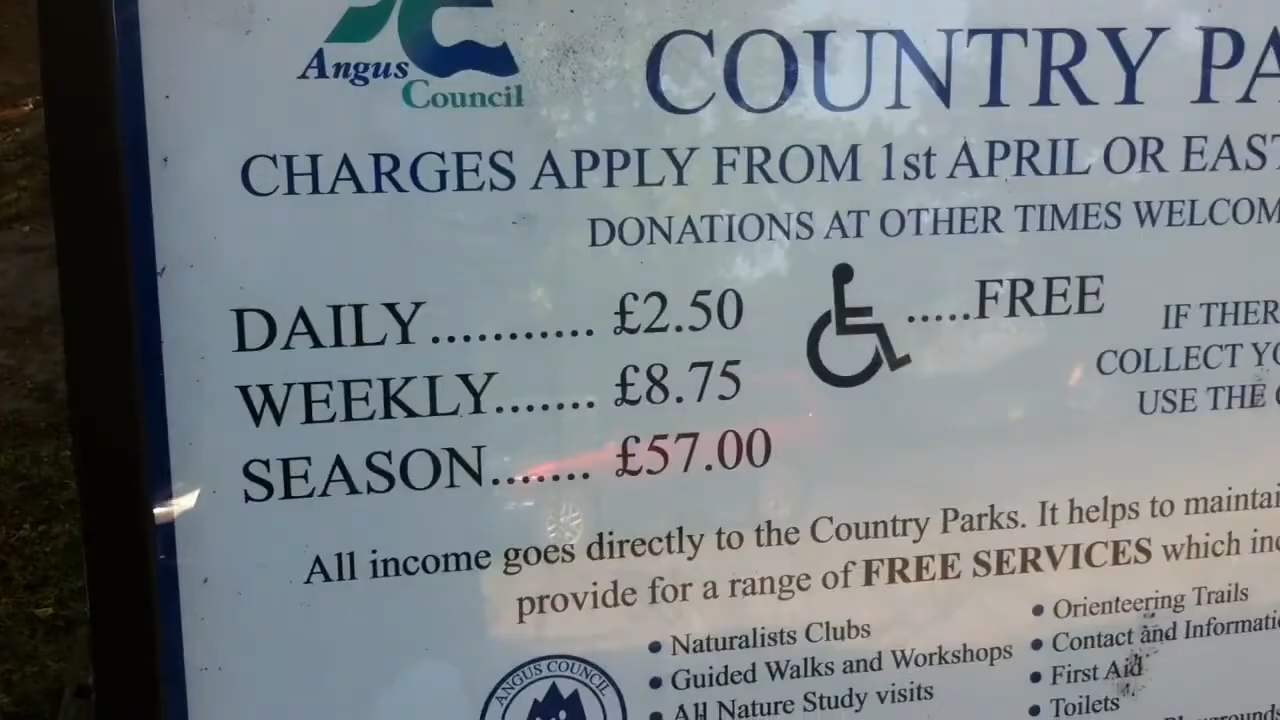 Angus
Council
COUNTRY PA
CHARGES APPLY FROM 1st APRIL OR EAST
DONATIONS AT OTHER TIMES WELCOM
DAILY........... £2.50
.....FREE
WEEKLY....... £8.75
SEASON....... £57.00
IF THER
COLLECT YO
USE THE
All income goes directly to the Country Parks. It helps to maintai
provide for a range of FREE SERVICES which inc
• Naturalists Clubs
• Guided Walks and Workshops
• All Nature Study visits
• Orienteering Trails
• Contact and Informati
• First Aid
• Toilets
ANGUS COUNCIL